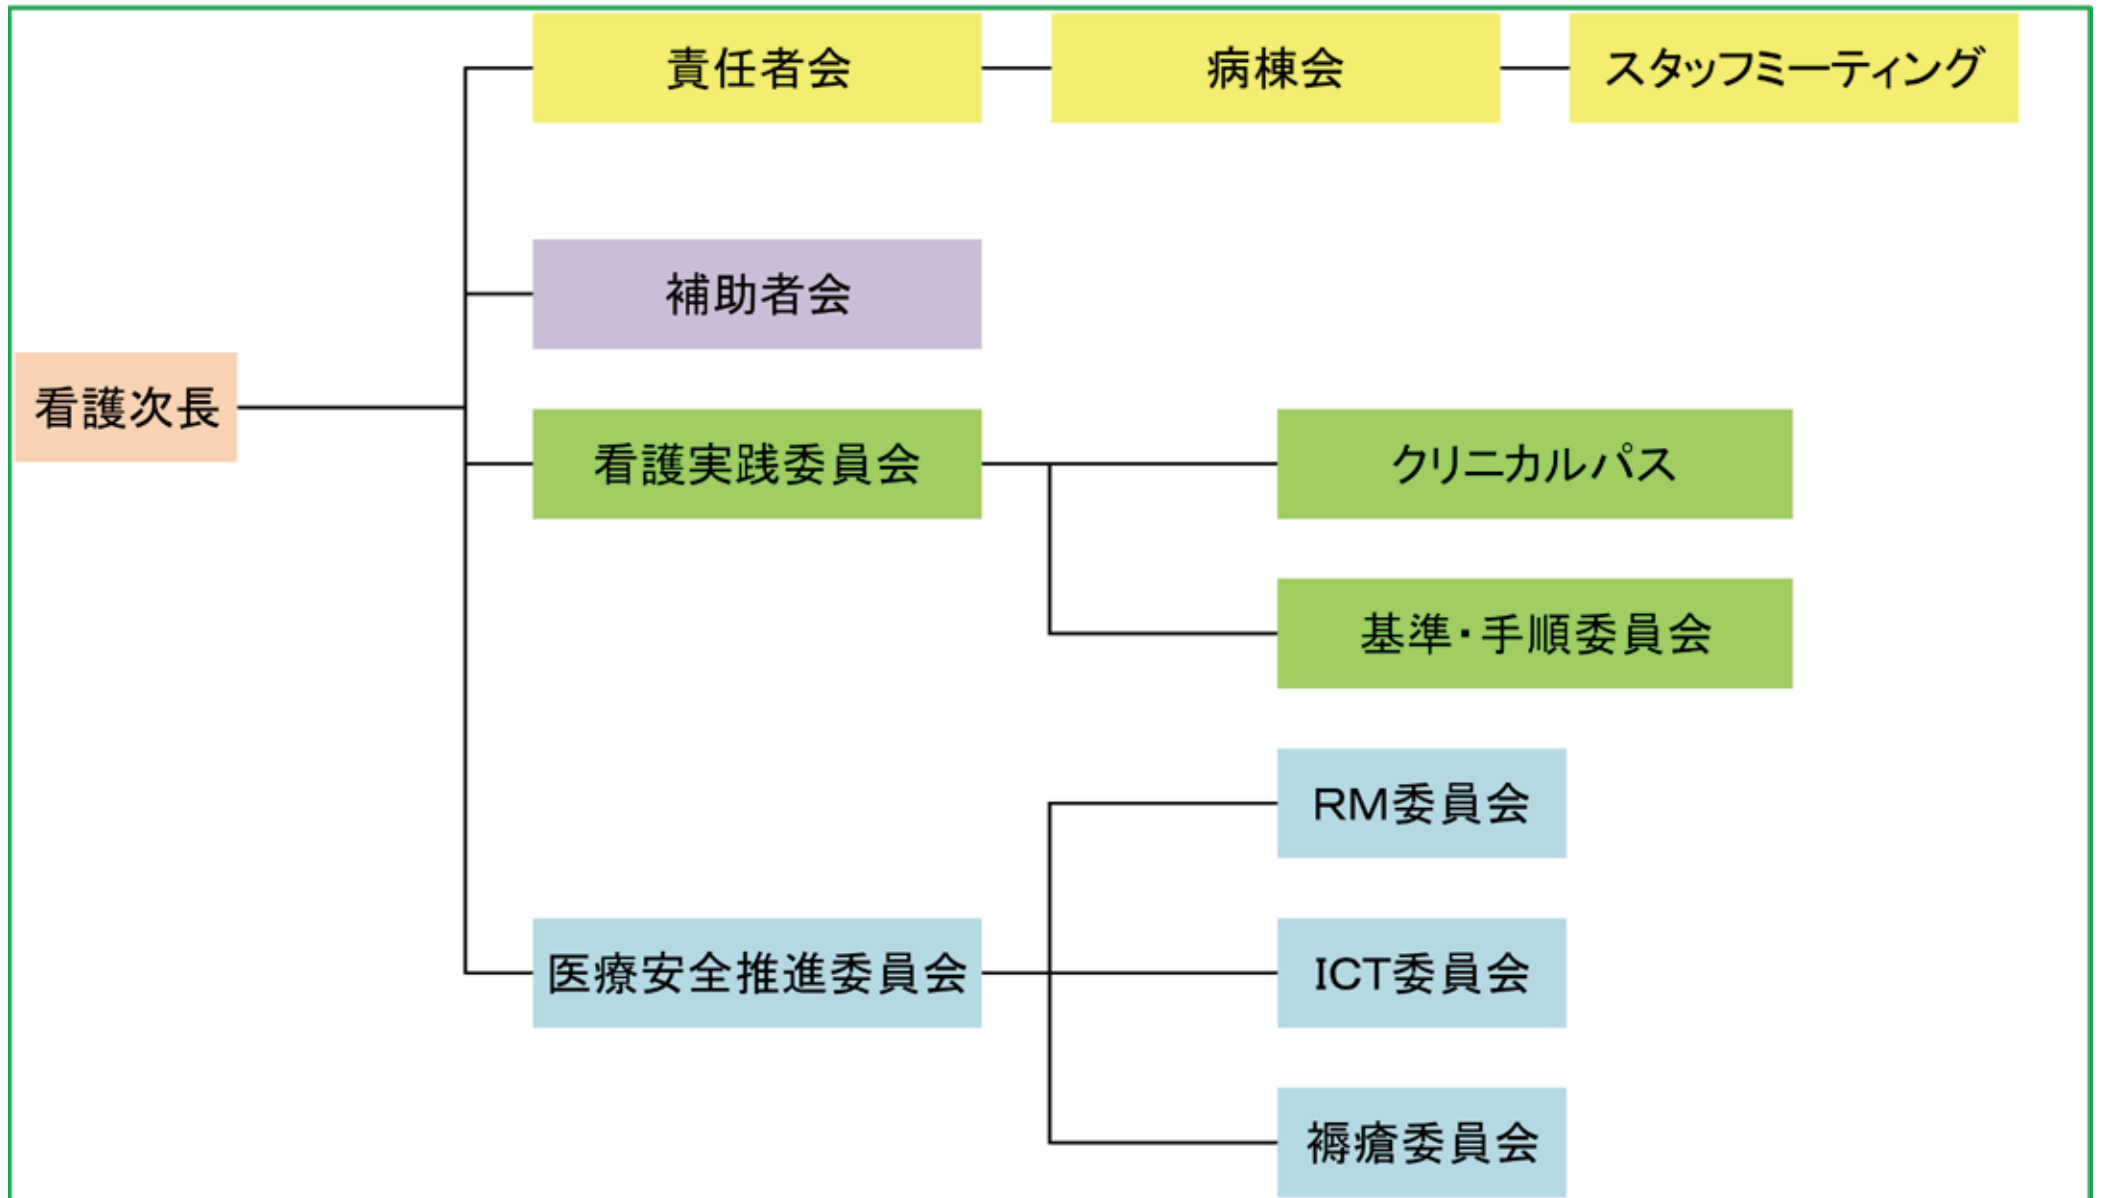 責任者会
病棟会
スタッフミーティング
補助者会
看護次長
看護実践委員会
クリニカルパス
基準・手順委員会
RM委員会
医療安全推進委員会
ICT委員会
褥瘡委員会